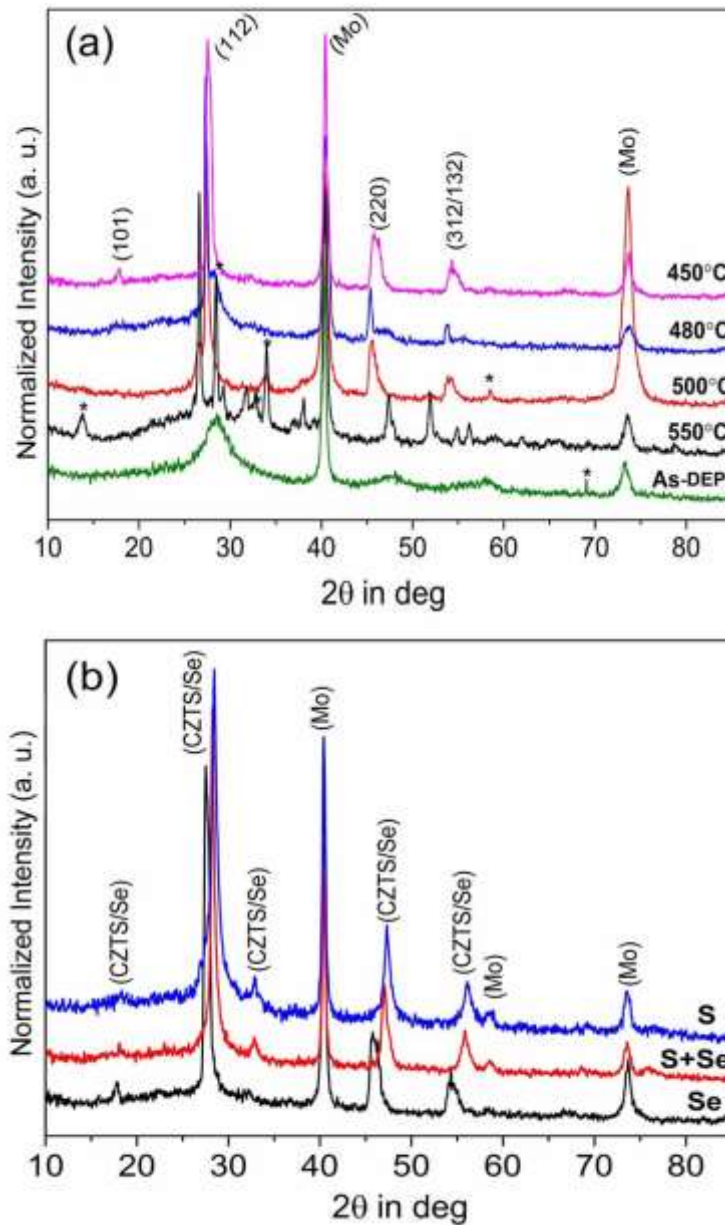 (a)
(112)
(Mo)
(101)
*
(220)
(312/132)
(Mo)
450°C
480°C
*
500°C
*
*
550°C
*
As-DEP
Normalized Intensity (a. u.)
10 20 30 40 50 60 70 80
2θ in deg
(b)
(CZTS/Se)
(Mo)
(CZTS/Se)
(CZTS/Se)
(CZTS/Se)
(CZTS/Se)
(Mo)
(Mo)
S
S+Se
Se
Normalized Intensity (a. u.)
10 20 30 40 50 60 70 80
2θ in deg